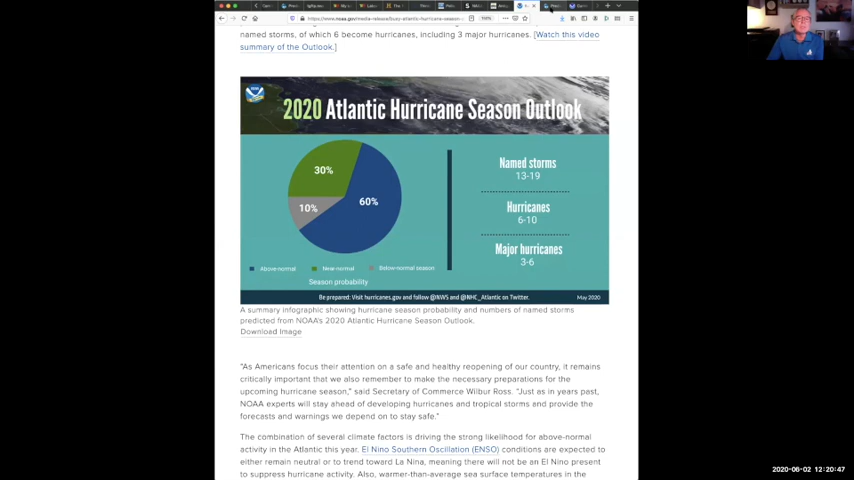 https://www.noaa.gov/media-release/busy-atlantic-hurricane-season-
named storms, of which 6 become hurricanes, including 3 major hurricanes. [Watch this video
summary of the Outlook.]
2020 Atlantic Hurricane Season Outlook
30%
10%
60%
Above-normal
Near-normal
Below-normal season
Season probability
Named storms
13-19
Hurricanes
6-10
Major hurricanes
3-6
Be prepared: Visit hurricanes.gov and follow @NWS and @NHC_Atlantic on Twitter.
May 2020
A summary infographic showing hurricane season probability and numbers of named storms
predicted from NOAA's 2020 Atlantic Hurricane Season Outlook.
Download Image
"As Americans focus their attention on a safe and healthy reopening of our country, it remains
critically important that we also remember to make the necessary preparations for the
upcoming hurricane season," said Secretary of Commerce Wilbur Ross. "Just as in years past,
NOAA experts will stay ahead of developing hurricanes and tropical storms and provide the
forecasts and warnings we depend on to stay safe."
The combination of several climate factors is driving the strong likelihood for above-normal
activity in the Atlantic this year. El Nino Southern Oscillation (ENSO) conditions are expected to
either remain neutral or to trend toward La Nina, meaning there will not be an El Nino present
to suppress hurricane activity. Also, warmer-than-average sea surface temperatures in the
2020-06-02 12:20:47